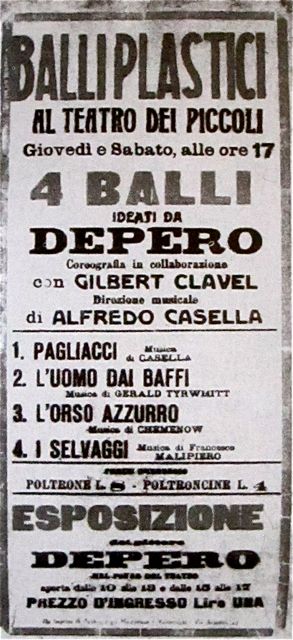 BALLI PLASTICI
AL TEATRO DEI PICCOLI
Giovedì e Sabato, alle ore 17
4 BALLI
IDEATI DA
DEPERO
Coreografia in collaborazione
con GILBERT CLAVEL
Direzione musicale
di ALFREDO CASELLA
1. PAGLIACCI Musica di CASELLA
2. L'UOMO DAI BAFFI
Musica di GERALD TYRWHITT
3. L'ORSO AZZURRO
Musica di CHEMENOW
4. I SELVAGGI Musica di Francesco MALIPIERO
POLTRONE L. 8 - POLTRONCINE L. 4
ESPOSIZIONE
del pittore
DEPERO
NEL FOYER DEL TEATRO
aperta dalle 10 alle 13 e dalle 15 alle 17
PREZZO D'INGRESSO Lire UNA